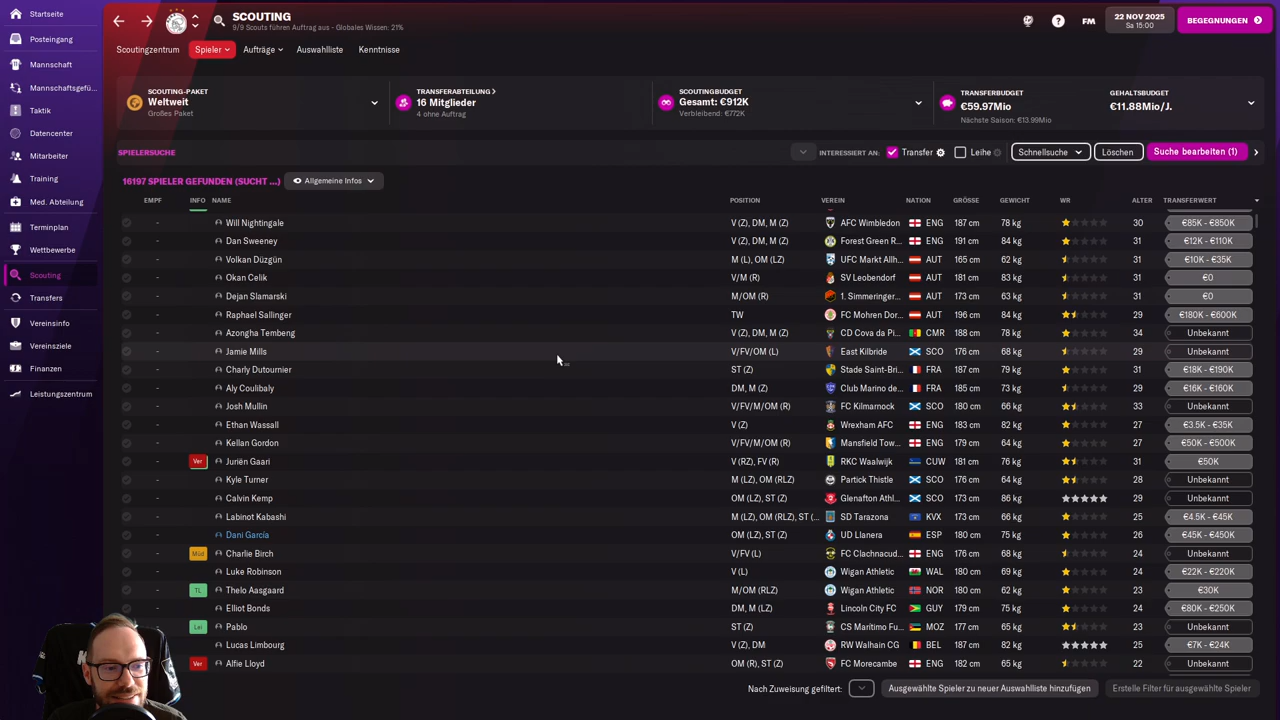 Startseite
SCOUTING
9/9 Scouts führen Auftrag aus - Globales Wissen: 21%
FM
22 NOV 2025
Sa 15:00
BEGEGNUNGEN
Posteingang
Mannschaft
Mannschaftsgefü...
Taktik
Datencenter
Mitarbeiter
Training
Med. Abteilung
Terminplan
Wettbewerbe
Scouting
Transfers
Vereinsinfo
Vereinsziele
Finanzen
Leistungszentrum
Scoutingzentrum Spieler Aufträge Auswahlliste Kenntnisse
SCOUTING-PAKET
Weltweit
Großes Paket
TRANSFERABTEILUNG
16 Mitglieder
4 ohne Auftrag
SCOUTINGBUDGET
Gesamt: €912K
Verbleibend: €772K
TRANSFERBUDGET
€59.97Mio
Nächste Saison: €13.99Mio
GEHALTSBUDGET
€11.88Mio/J.
SPIELERSUCHE
INTERESSIERT AN: Transfer Leihe Schnellsuche Löschen Suche bearbeiten (1)
16197 SPIELER GEFUNDEN (SUCHT ...) Allgemeine Infos
EMPF INFO NAME POSITION VEREIN NATION GRÖSSE GEWICHT WR ALTER TRANSFERWERT
- Will Nightingale V (Z), DM, M (Z) AFC Wimbledon ENG 187 cm 78 kg 30 €85K - €850K
- Dan Sweeney V (Z), DM, M (Z) Forest Green R... ENG 191 cm 84 kg 31 €12K - €110K
- Volkan Düzgün M (L), OM (LZ) UFC Markt Allh... AUT 165 cm 62 kg 31 €10K - €35K
- Okan Celik V/M (R) SV Leobendorf AUT 181 cm 83 kg 31 €0
- Dejan Slamarski M/OM (R) 1. Simmeringer... AUT 173 cm 63 kg 31 €0
- Raphael Sallinger TW FC Mohren Dor... AUT 196 cm 84 kg 29 €180K - €600K
- Azongha Tembeng V (Z), DM, M (Z) CD Cova da Pi... CMR 188 cm 78 kg 34 Unbekannt
- Jamie Mills V/FV/OM (L) East Kilbride SCO 176 cm 68 kg 29 Unbekannt
- Charly Dutournier ST (Z) Stade Saint-Bri... FRA 187 cm 79 kg 31 €18K - €190K
- Aly Coulibaly DM, M (Z) Club Marino de... FRA 185 cm 73 kg 29 €16K - €160K
- Josh Mullin V/FV/M/OM (R) FC Kilmarnock SCO 180 cm 66 kg 33 Unbekannt
- Ethan Wassall V (Z) Wrexham AFC ENG 183 cm 82 kg 27 €3.5K - €35K
- Kellan Gordon V/FV/M/OM (R) Mansfield Tow... ENG 179 cm 64 kg 27 €50K - €500K
- Ver Juriën Gaari V (RZ), FV (R) RKC Waalwijk CUW 181 cm 76 kg 31 €50K
- Kyle Turner M (LZ), OM (RLZ) Partick Thistle SCO 176 cm 64 kg 28 Unbekannt
- Calvin Kemp OM (LZ), ST (Z) Glenafton Athl... SCO 173 cm 86 kg 29 Unbekannt
- Labinot Kabashi M (LZ), OM (RLZ), ST (... SD Tarazona KVX 173 cm 66 kg 25 €4.5K - €45K
- Dani García OM (LZ), ST (Z) UD Llanera ESP 180 cm 75 kg 26 €45K - €450K
- Müd Charlie Birch V/FV (L) FC Clachnacud... ENG 176 cm 68 kg 24 Unbekannt
- Luke Robinson V (L) Wigan Athletic WAL 180 cm 69 kg 24 €22K - €220K
- TL Thelo Aasgaard M/OM (RLZ) Wigan Athletic NOR 180 cm 62 kg 23 €30K
- Elliot Bonds DM, M (LZ) Lincoln City FC GUY 179 cm 75 kg 24 €80K - €250K
- Lei Pablo ST (Z) CS Marítimo Fu... MOZ 177 cm 65 kg 23 Unbekannt
- Lucas Limbourg V (Z), DM RW Walhain CG BEL 187 cm 82 kg 25 €7K - €24K
- Ver Alfie Lloyd OM (R), ST (Z) FC Morecambe ENG 182 cm 65 kg 22 Unbekannt
Nach Zuweisung gefiltert: Ausgewählte Spieler zu neuer Auswahlliste hinzufügen Erstelle Filter für ausgewählte Spieler